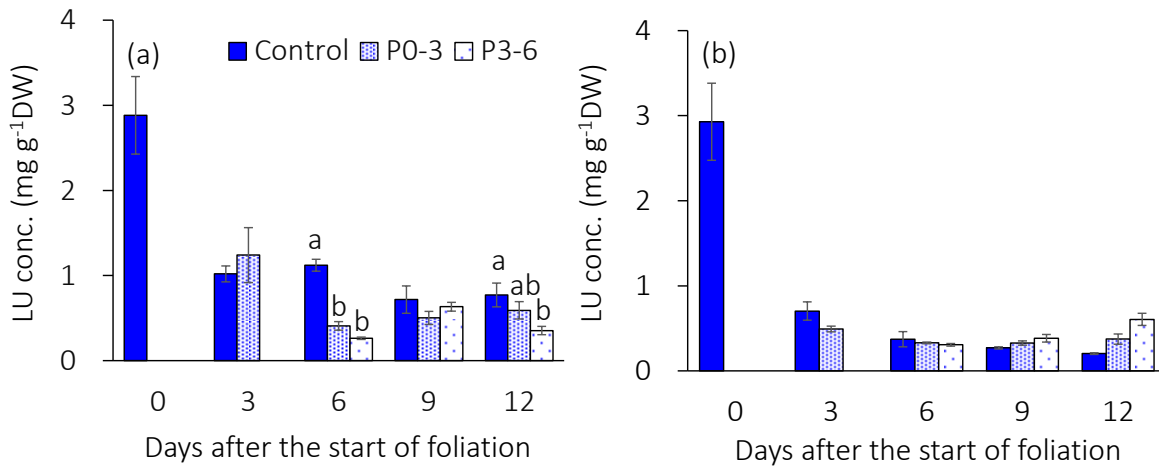 (a)
Control P0-3 P3-6
LU conc. (mg g⁻¹DW)
4
3
2
1
0
a
b
b
a
ab
b
0 3 6 9 12
Days after the start of foliation
(b)
LU conc. (mg g⁻¹DW)
4
3
2
1
0
0 3 6 9 12
Days after the start of foliation